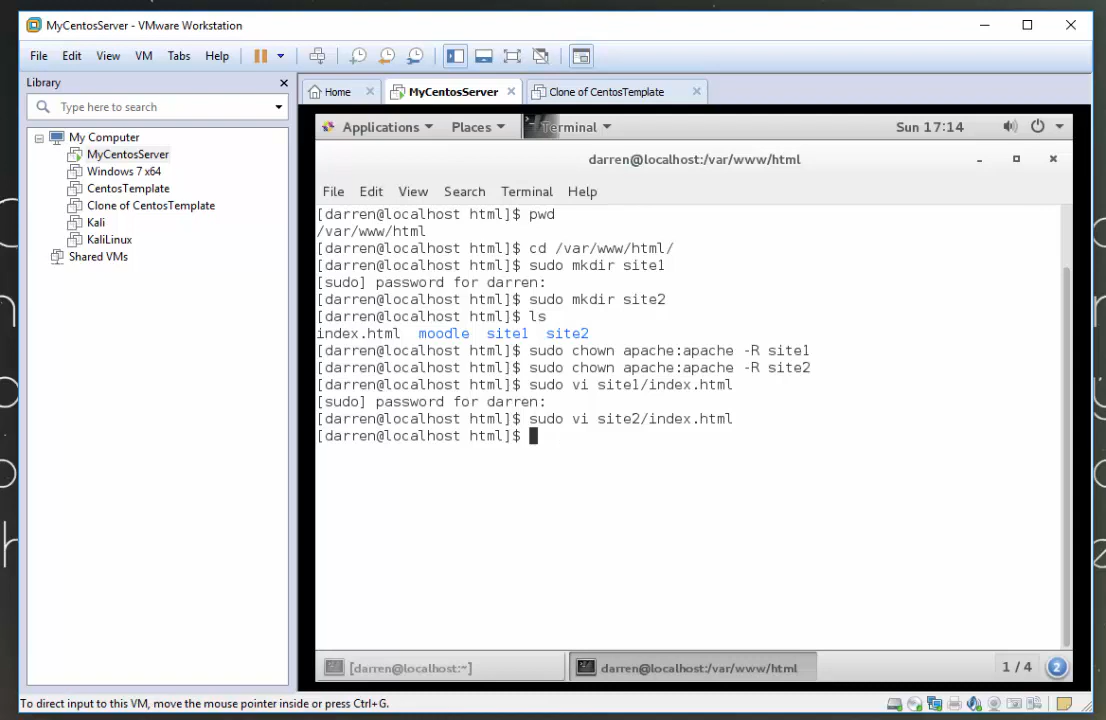 MyCentosServer - VMware Workstation
File Edit View VM Tabs Help
Library
Type here to search
My Computer
MyCentosServer
Windows 7 x64
CentosTemplate
Clone of CentosTemplate
Kali
KaliLinux
Shared VMs
Home MyCentosServer Clone of CentosTemplate
Applications Places Terminal Sun 17:14
darren@localhost:/var/www/html
File Edit View Search Terminal Help
[darren@localhost html]$ pwd
/var/www/html
[darren@localhost html]$ cd /var/www/html/
[darren@localhost html]$ sudo mkdir site1
[sudo] password for darren:
[darren@localhost html]$ sudo mkdir site2
[darren@localhost html]$ ls
index.html moodle site1 site2
[darren@localhost html]$ sudo chown apache:apache -R site1
[darren@localhost html]$ sudo chown apache:apache -R site2
[darren@localhost html]$ sudo vi site1/index.html
[sudo] password for darren:
[darren@localhost html]$ sudo vi site2/index.html
[darren@localhost html]$
[darren@localhost:~] darren@localhost:/var/www/html 1 / 4 2
To direct input to this VM, move the mouse pointer inside or press Ctrl+G.